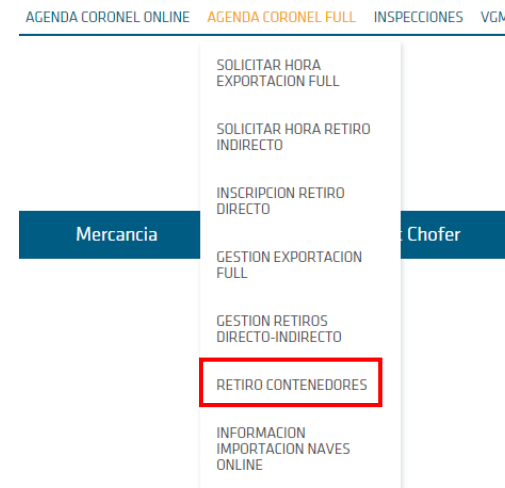 AGENDA CORONEL ONLINE AGENDA CORONEL FULL INSPECCIONES VGM
SOLICITAR HORA
EXPORTACION FULL
SOLICITAR HORA RETIRO
INDIRECTO
INSCRIPCION RETIRO
DIRECTO
Mercancia Chofer
GESTION EXPORTACION
FULL
GESTION RETIROS
DIRECTO-INDIRECTO
RETIRO CONTENEDORES
INFORMACION
IMPORTACION NAVES
ONLINE